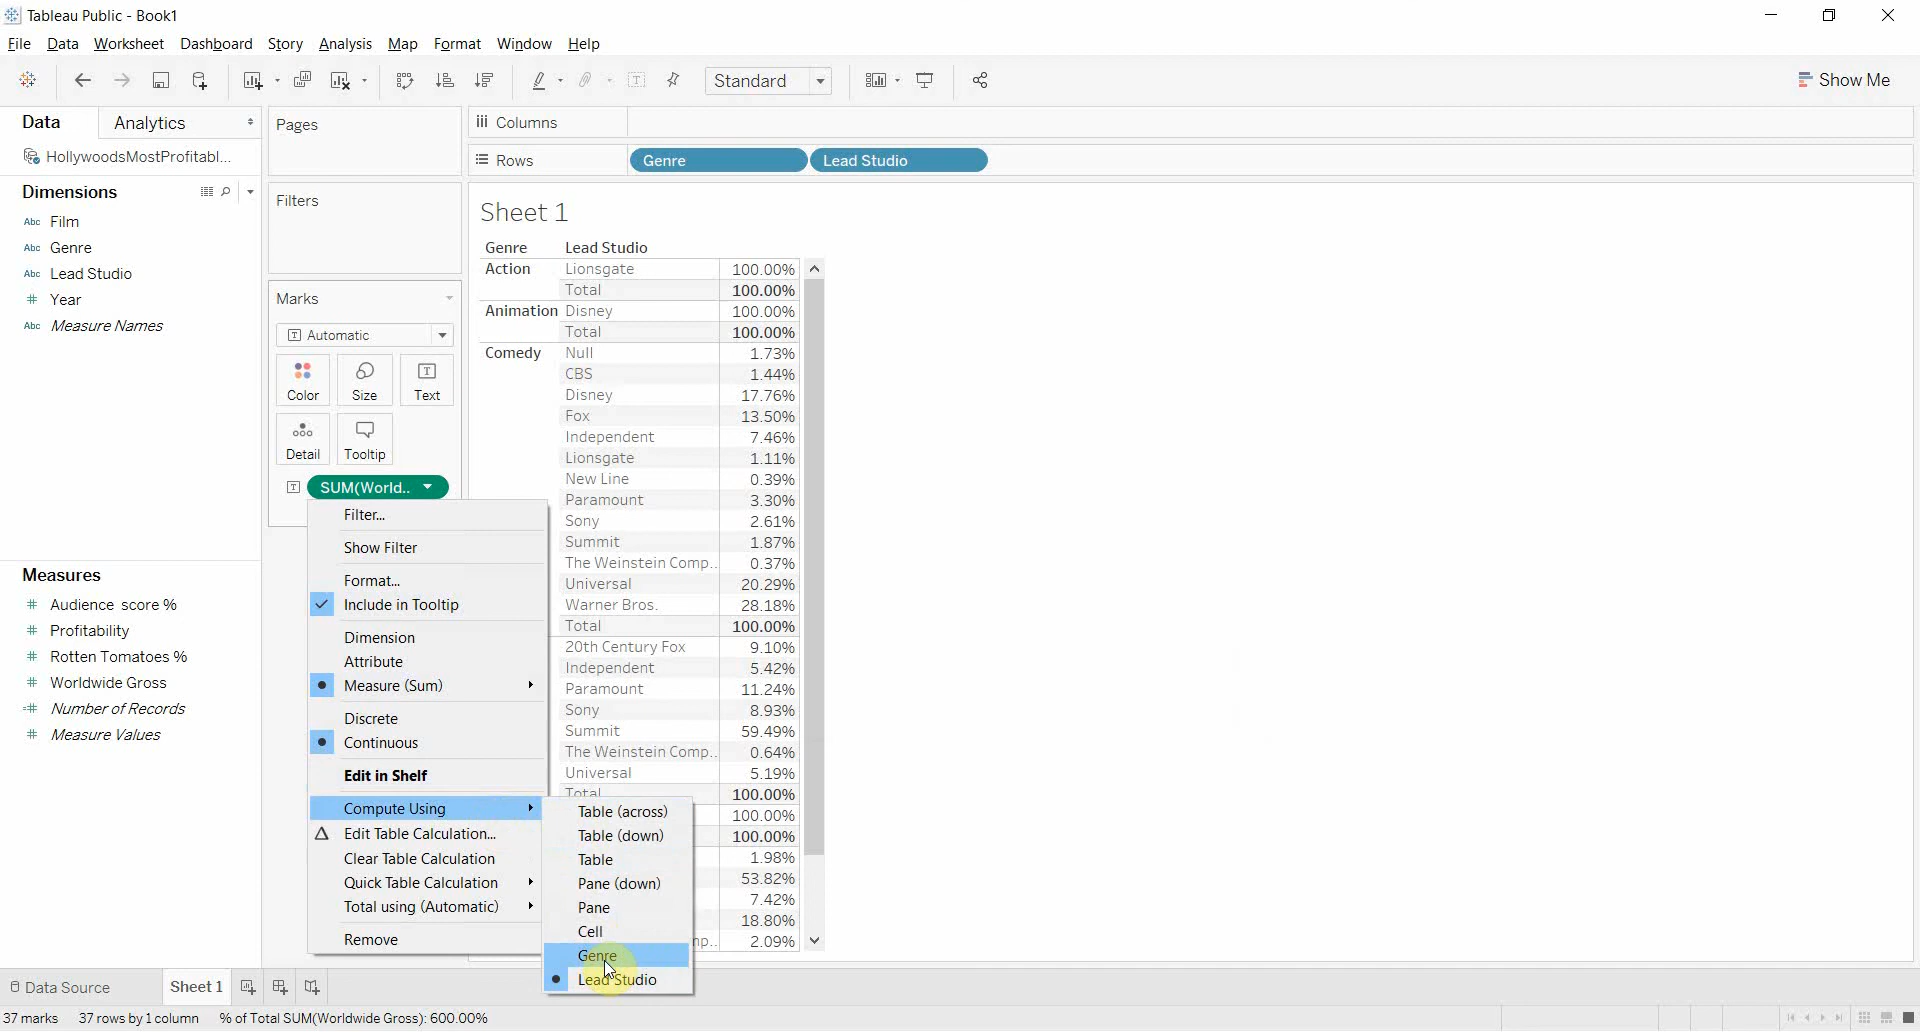 Tableau Public - Book1
File Data Worksheet Dashboard Story Analysis Map Format Window Help
Standard
Show Me
Data
Analytics
HollywoodsMostProfitabl...
Dimensions
Abc Film
Abc Genre
Abc Lead Studio
# Year
Abc Measure Names
Measures
# Audience score %
# Profitability
# Rotten Tomatoes %
# Worldwide Gross
=# Number of Records
# Measure Values
Pages
Filters
Marks
T Automatic
Color
Size
T Text
Detail
Tooltip
T SUM(World..
Filter...
Show Filter
Format...
Include in Tooltip
Dimension
Attribute
Measure (Sum)
Discrete
Continuous
Edit in Shelf
Compute Using
Edit Table Calculation...
Clear Table Calculation
Quick Table Calculation
Total using (Automatic)
Remove
Table (across)
Table (down)
Table
Pane (down)
Pane
Cell
Genre
Lead Studio
Columns
Rows Genre Lead Studio
Sheet 1
Genre Lead Studio
Action Lionsgate 100.00%
Total 100.00%
Animation Disney 100.00%
Total 100.00%
Comedy Null 1.73%
CBS 1.44%
Disney 17.76%
Fox 13.50%
Independent 7.46%
Lionsgate 1.11%
New Line 0.39%
Paramount 3.30%
Sony 2.61%
Summit 1.87%
The Weinstein Comp.. 0.37%
Universal 20.29%
Warner Bros. 28.18%
Total 100.00%
20th Century Fox 9.10%
Independent 5.42%
Paramount 11.24%
Sony 8.93%
Summit 59.49%
The Weinstein Comp.. 0.64%
Universal 5.19%
Total 100.00%
100.00%
100.00%
1.98%
53.82%
7.42%
18.80%
mp.. 2.09%
Data Source
Sheet 1
37 marks 37 rows by 1 column % of Total SUM(Worldwide Gross): 600.00%